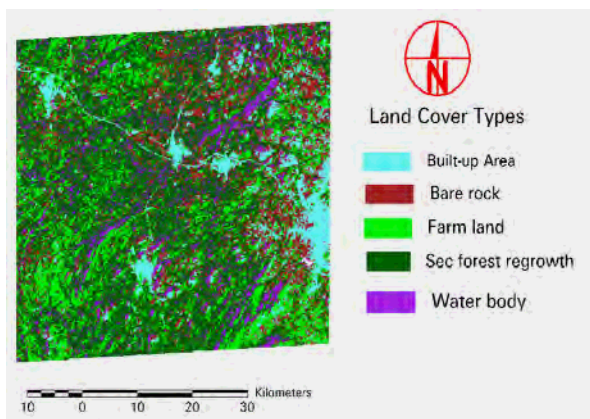 N
Land Cover Types
Built-up Area
Bare rock
Farm land
Sec forest regrowth
Water body
10 0 10 20 30 Kilometers